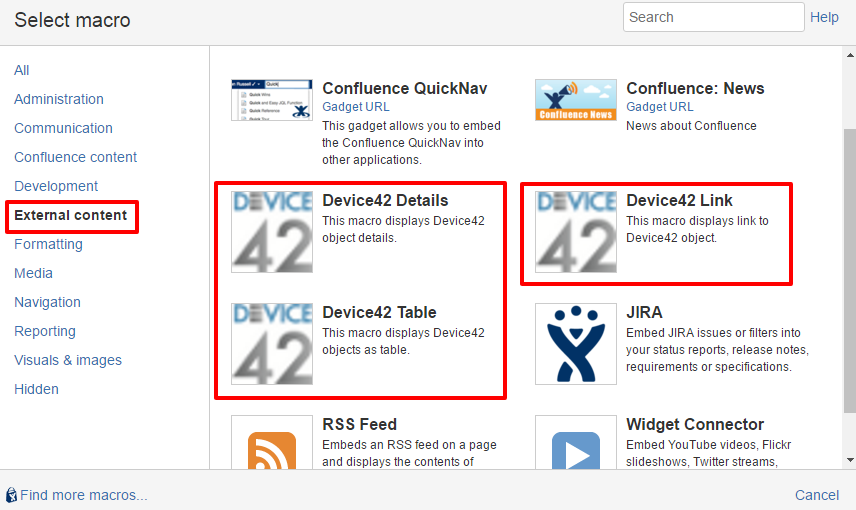 Select macro
Search
Help
All
Administration
Communication
Confluence content
Development
External content
Formatting
Media
Navigation
Reporting
Visuals & images
Hidden
Confluence QuickNav
Gadget URL
This gadget allows you to embed
the Confluence QuickNav into
other applications.
Confluence: News
Gadget URL
News about Confluence
Confluence News
DEVICE
42
Device42 Details
This macro displays Device42
object details.
DEVICE
42
Device42 Link
This macro displays link to
Device42 object.
DEVICE
42
Device42 Table
This macro displays Device42
objects as table.
JIRA
Embed JIRA issues or filters into
your status reports, release notes,
requirements or specifications.
RSS Feed
Embeds an RSS feed on a page
and displays the contents of
Widget Connector
Embed YouTube videos, Flickr
slideshows, Twitter streams,
Find more macros...
Cancel